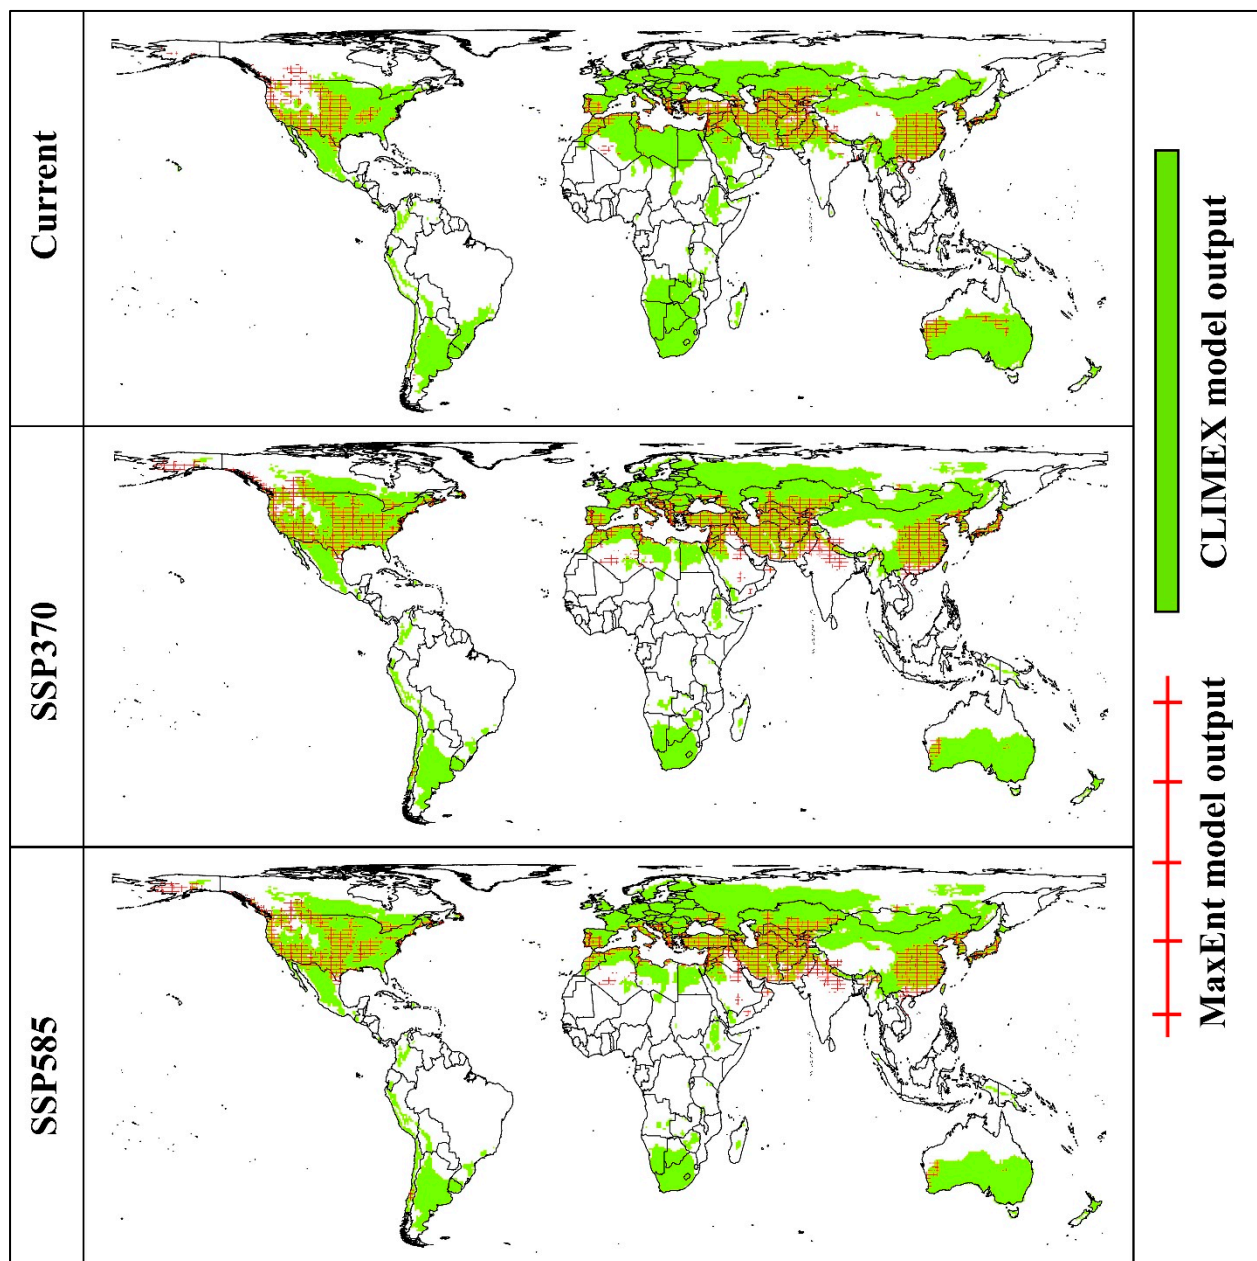 Current
SSP370
SSP585
CLIMEX model output
MaxEnt model output